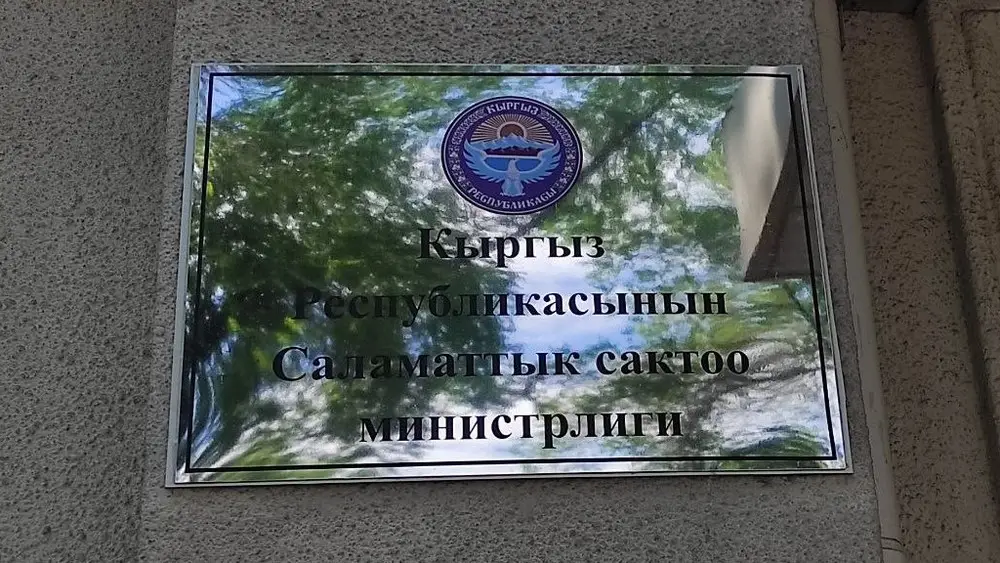 КЫРГЫЗ
РЕСПУБЛИКАСЫ
Кыргыз
Республикасынын
Саламаттык сактоо
министрлиги